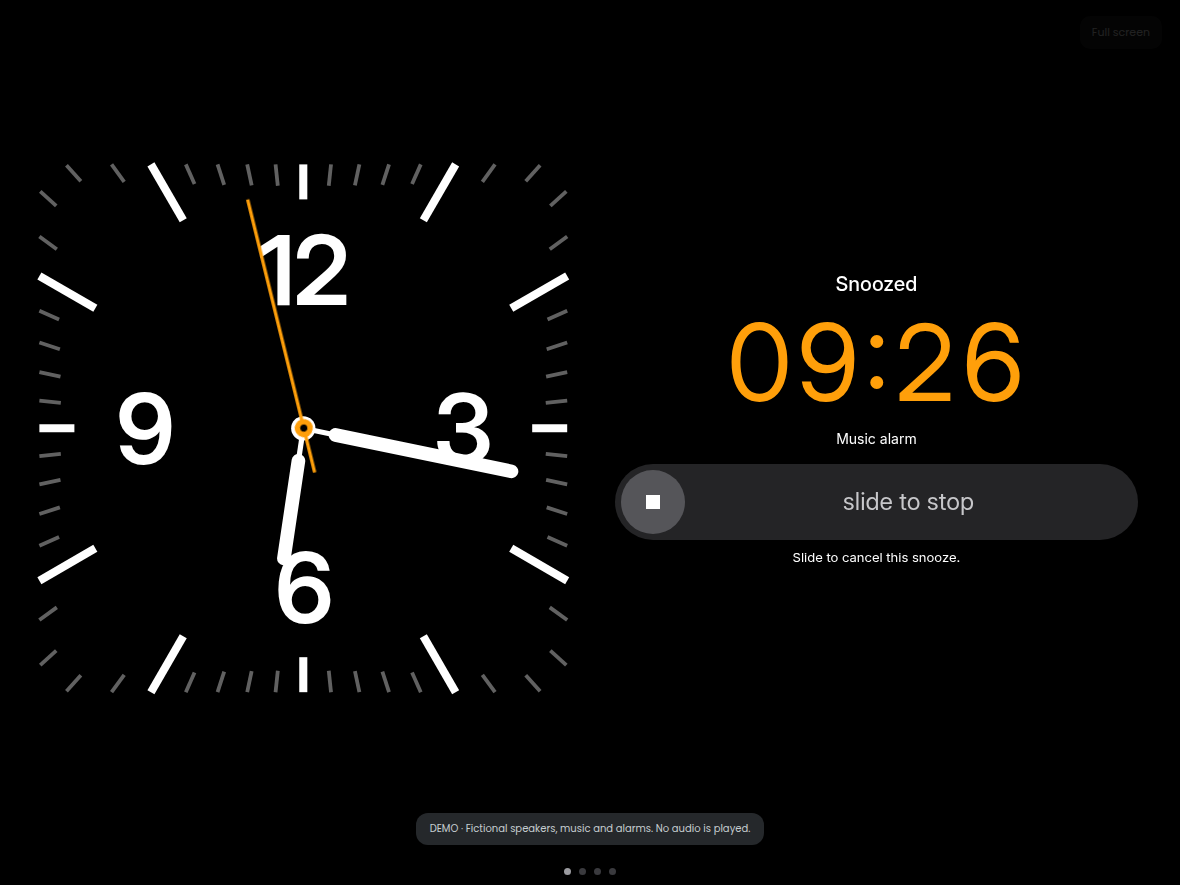 Full screen
12
9
3
6
Snoozed
09:26
Music alarm
slide to stop
Slide to cancel this snooze.
DEMO · Fictional speakers, music and alarms. No audio is played.